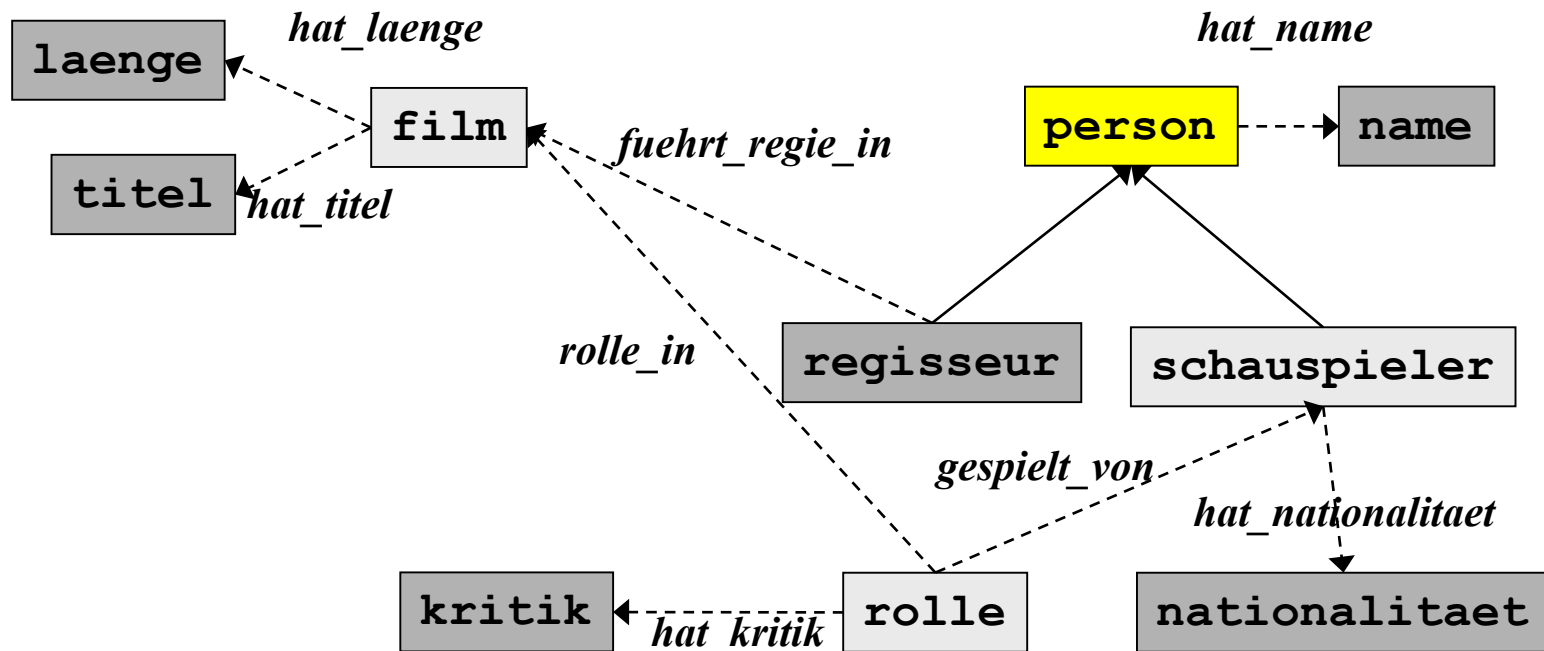 hat_laenge
hat_name
laenge
film
person
name
fuehrt_regie_in
titel
hat_titel
rolle_in
regisseur
schauspieler
gespielt_von
hat_nationalitaet
kritik
hat_kritik
rolle
nationalitaet